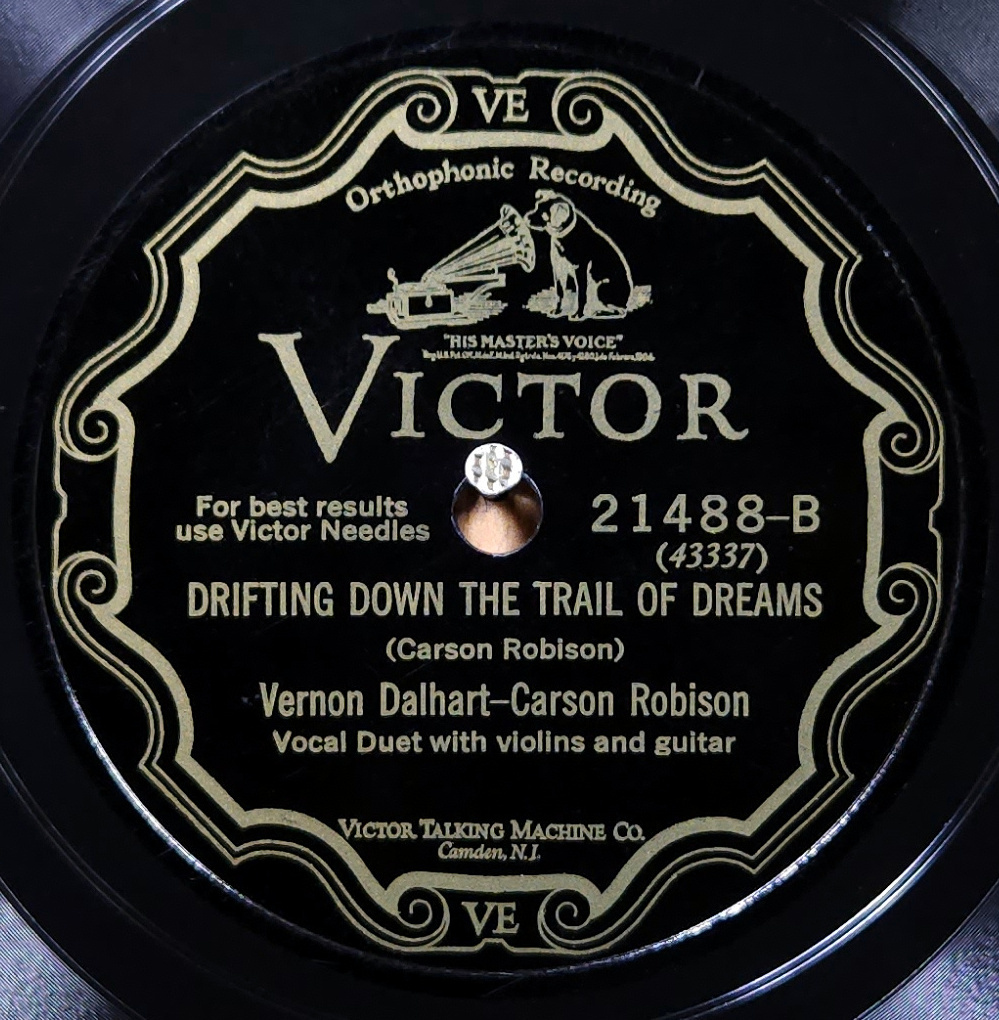 VE
Orthophonic Recording
"HIS MASTER'S VOICE"
VICTOR
For best results
use Victor Needles
21488-B
(43337)
DRIFTING DOWN THE TRAIL OF DREAMS
(Carson Robison)
Vernon Dalhart-Carson Robison
Vocal Duet with violins and guitar
VICTOR TALKING MACHINE CO.
Camden, N.J.
VE